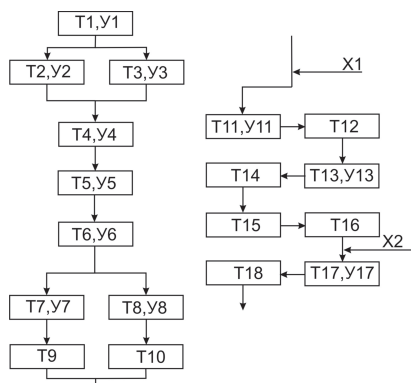 Т1,У1
Т2,У2
Т3,У3
Т4,У4
Т5,У5
Т6,У6
Т7,У7
Т8,У8
Т9
Т10
Х1
Т11,У11
Т12
Т14
Т13,У13
Т15
Т16
Х2
Т18
Т17,У17